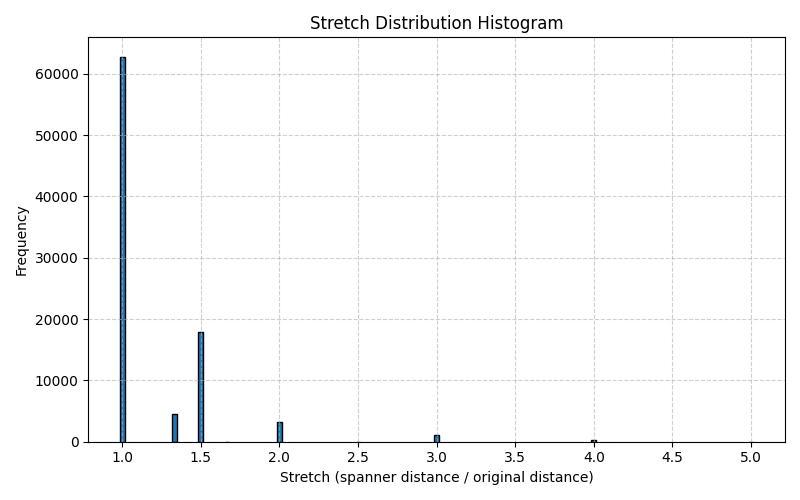 Stretch Distribution Histogram
Frequency
60000
50000
40000
30000
20000
10000
0
1.0 1.5 2.0 2.5 3.0 3.5 4.0 4.5 5.0
Stretch (spanner distance / original distance)